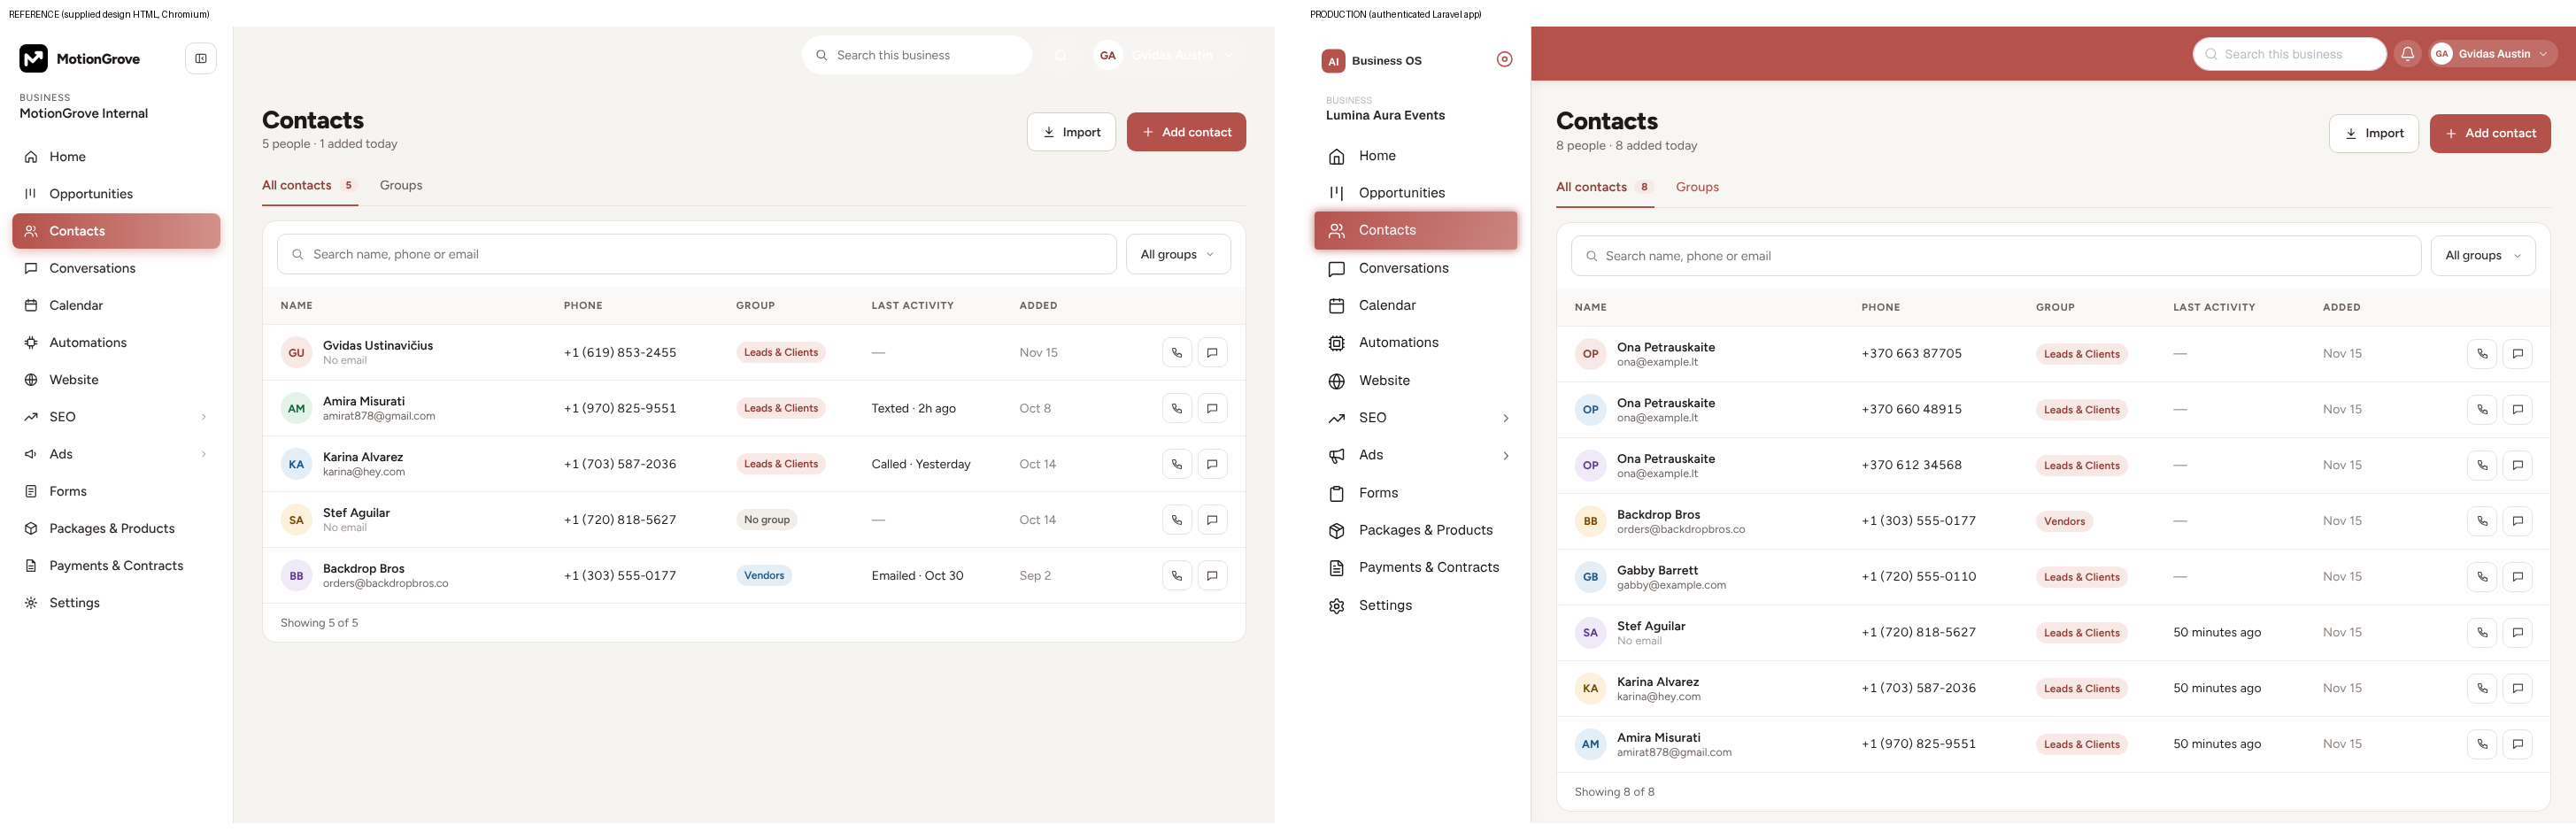 REFERENCE (supplied design HTML, Chromium)
MotionGrove
BUSINESS
MotionGrove Internal
Home
Opportunities
Contacts
Conversations
Calendar
Automations
Website
SEO
Ads
Forms
Packages & Products
Payments & Contracts
Settings
Search this business
GA Gvidas Austin
Contacts
5 people · 1 added today
Import
Add contact
All contacts 5 Groups
Search name, phone or email
All groups
NAME PHONE GROUP LAST ACTIVITY ADDED
GU Gvidas Ustinavičius +1 (619) 853-2455 Leads & Clients — Nov 15
No email
AM Amira Misurati +1 (970) 825-9551 Leads & Clients Texted · 2h ago Oct 8
amirat878@gmail.com
KA Karina Alvarez +1 (703) 587-2036 Leads & Clients Called · Yesterday Oct 14
karina@hey.com
SA Stef Aguilar +1 (720) 818-5627 No group — Oct 14
No email
BB Backdrop Bros +1 (303) 555-0177 Vendors Emailed · Oct 30 Sep 2
orders@backdropbros.co
Showing 5 of 5
PRODUCTION (authenticated Laravel app)
AI Business OS
BUSINESS
Lumina Aura Events
Home
Opportunities
Contacts
Conversations
Calendar
Automations
Website
SEO
Ads
Forms
Packages & Products
Payments & Contracts
Settings
Search this business
GA Gvidas Austin
Contacts
8 people · 8 added today
Import
Add contact
All contacts 8 Groups
Search name, phone or email
All groups
NAME PHONE GROUP LAST ACTIVITY ADDED
OP Ona Petrauskaite +370 663 87705 Leads & Clients — Nov 15
ona@example.lt
OP Ona Petrauskaite +370 660 48915 Leads & Clients — Nov 15
ona@example.lt
OP Ona Petrauskaite +370 612 34568 Leads & Clients — Nov 15
ona@example.lt
BB Backdrop Bros +1 (303) 555-0177 Vendors — Nov 15
orders@backdropbros.co
GB Gabby Barrett +1 (720) 555-0110 Leads & Clients — Nov 15
gabby@example.com
SA Stef Aguilar +1 (720) 818-5627 Leads & Clients 50 minutes ago Nov 15
No email
KA Karina Alvarez +1 (703) 587-2036 Leads & Clients 50 minutes ago Nov 15
karina@hey.com
AM Amira Misurati +1 (970) 825-9551 Leads & Clients 50 minutes ago Nov 15
amirat878@gmail.com
Showing 8 of 8